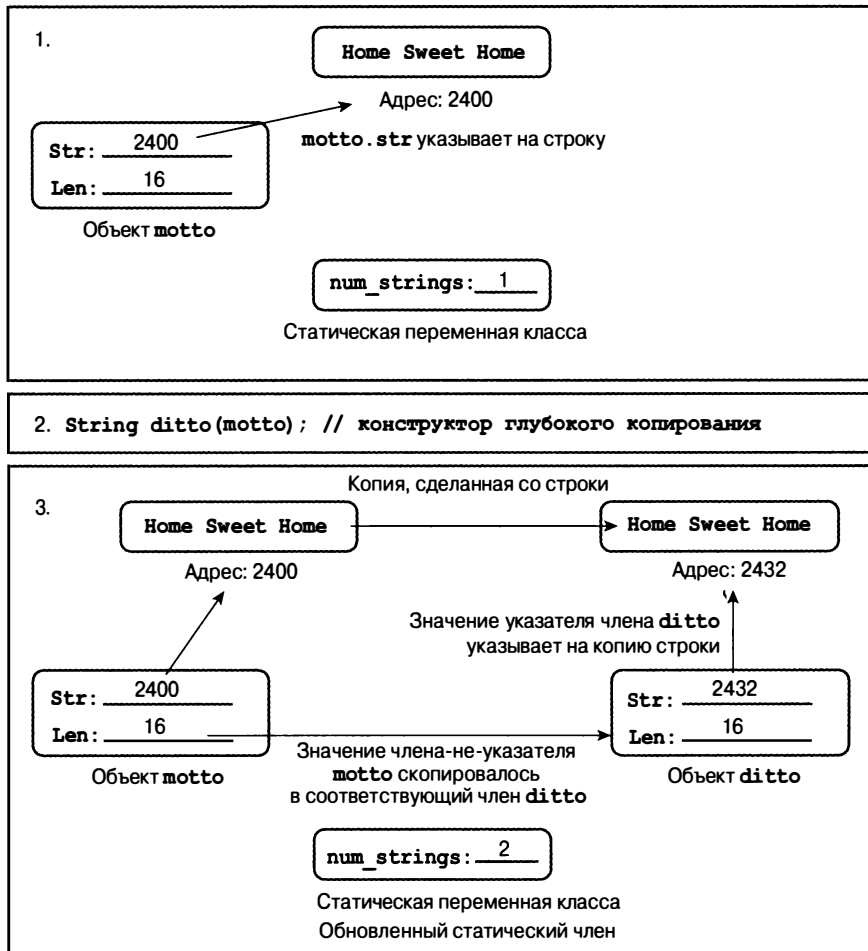 1.
Home Sweet Home
Адрес: 2400
motto.str указывает на строку
Str: 2400
Len: 16
Объект motto
num_strings: 1
Статическая переменная класса
2. String ditto(motto); // конструктор глубокого копирования
3.
Копия, сделанная со строки
Home Sweet Home
Home Sweet Home
Адрес: 2400
Адрес: 2432
Значение указателя члена ditto
указывает на копию строки
Str: 2400
Len: 16
Объект motto
Str: 2432
Len: 16
Объект ditto
Значение члена-не-указателя
motto скопировалось
в соответствующий член ditto
num_strings: 2
Статическая переменная класса
Обновленный статический член